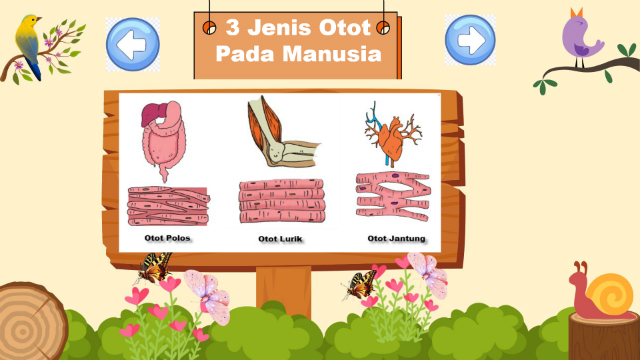 3 Jenis Otot
Pada Manusia
Otot Polos
Otot Lurik
Otot Jantung